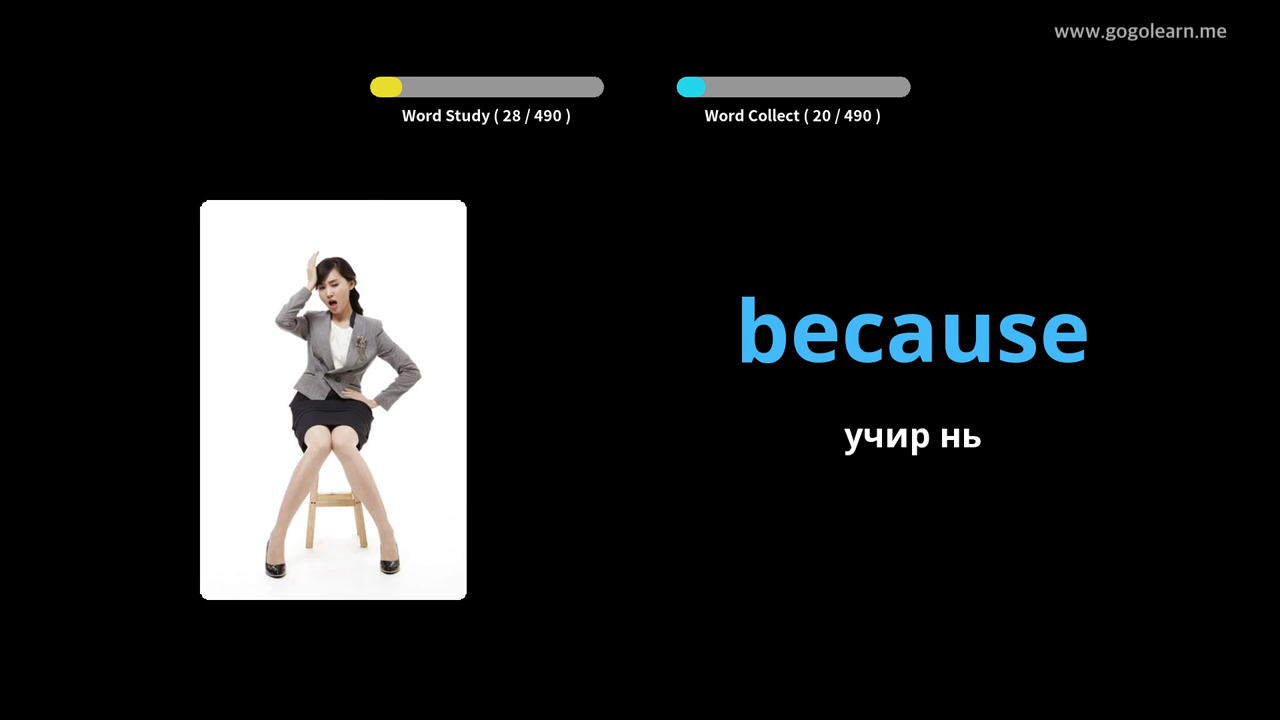 www.gogolearn.me
Word Study ( 28 / 490 )
Word Collect ( 20 / 490 )
because
учир нь